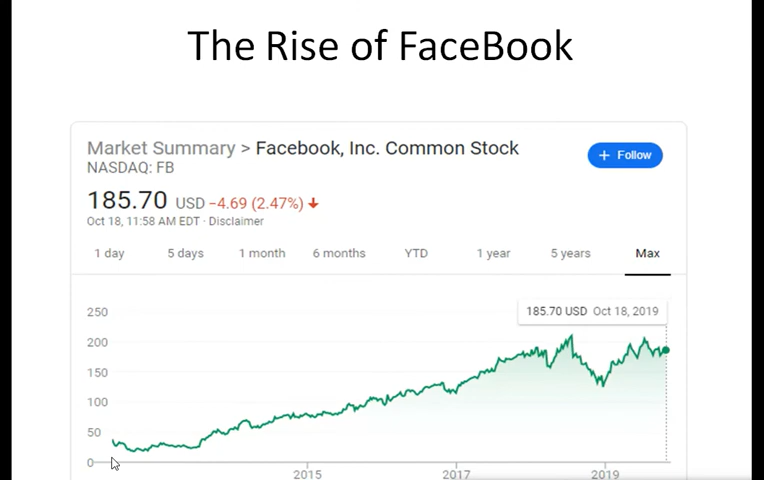 The Rise of FaceBook
Market Summary > Facebook, Inc. Common Stock
NASDAQ: FB
+ Follow
185.70 USD −4.69 (2.47%) ↓
Oct 18, 11:58 AM EDT · Disclaimer
1 day 5 days 1 month 6 months YTD 1 year 5 years Max
185.70 USD Oct 18, 2019
250
200
150
100
50
0
2015 2017 2019